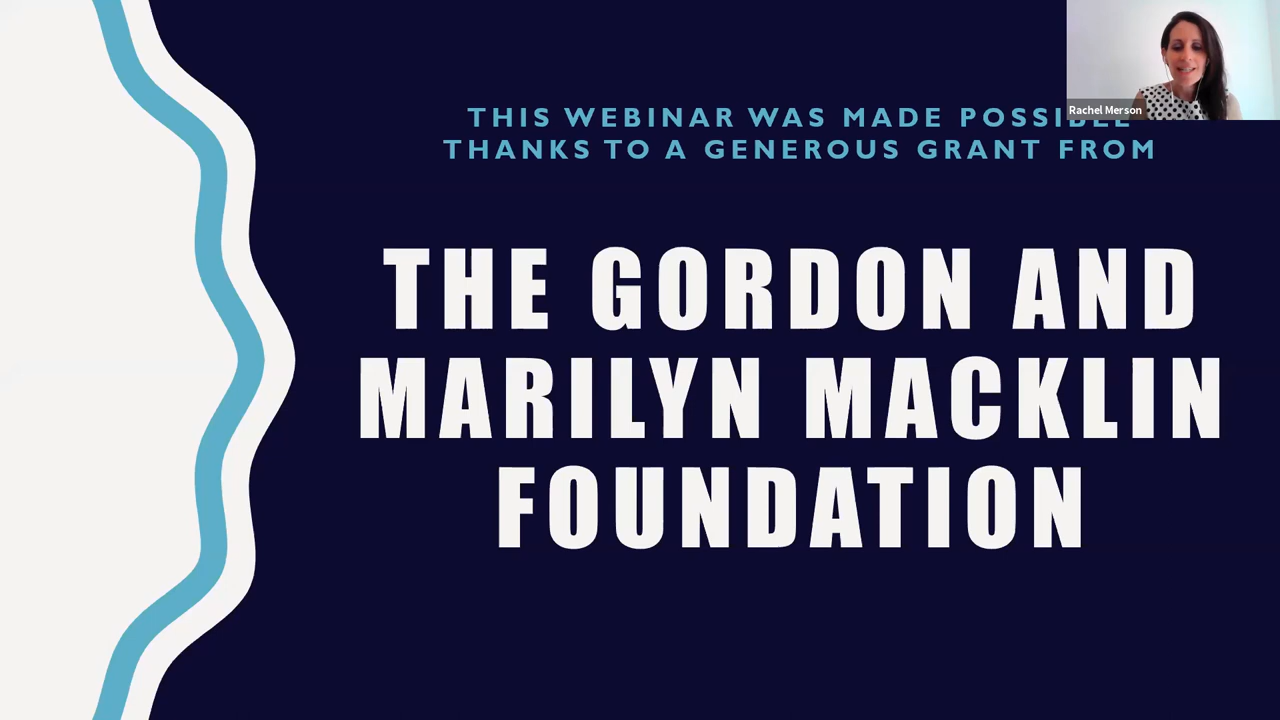 THIS WEBINAR WAS MADE POSSIBLE
THANKS TO A GENEROUS GRANT FROM
THE GORDON AND
MARILYN MACKLIN
FOUNDATION
Rachel Merson